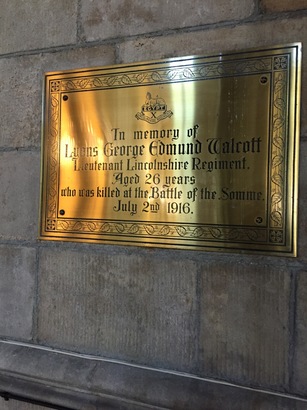 EGYPT
In memory of
Lyons George Edmund Walcott
Lieutenant Lincolnshire Regiment.
Aged 26 years
who was killed at the Battle of the Somme.
July 2nd 1916.